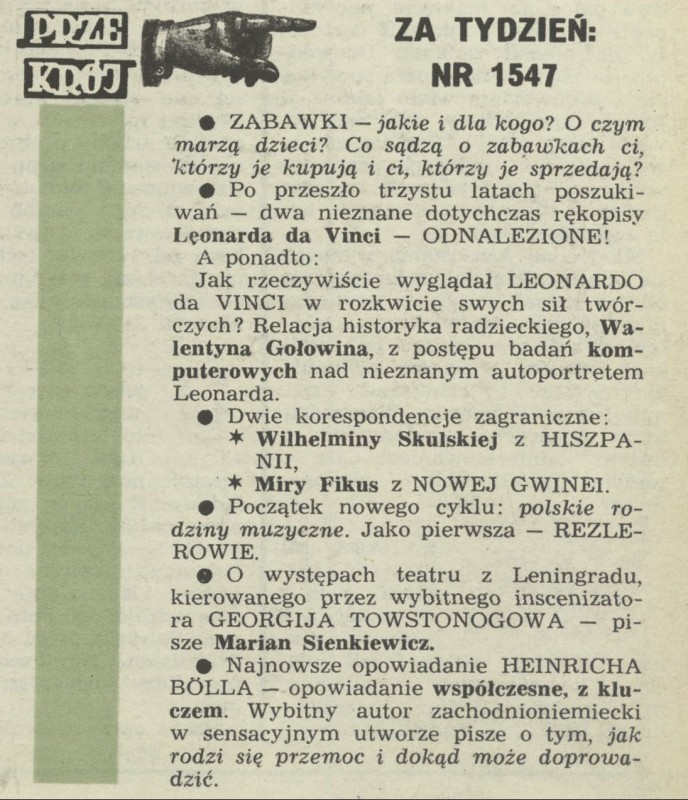 PRZE
KRÓJ
ZA TYDZIEŃ:
NR 1547
● ZABAWKI — jakie i dla kogo? O czym
marzą dzieci? Co sądzą o zabawkach ci,
którzy je kupują i ci, którzy je sprzedają?
● Po przeszło trzystu latach poszuki-
wań — dwa nieznane dotychczas rękopisy
Leonarda da Vinci — ODNALEZIONE!
A ponadto:
Jak rzeczywiście wyglądał LEONARDO
da VINCI w rozkwicie swych sił twór-
czych? Relacja historyka radzieckiego, Wa-
lentyna Gołowina, z postępu badań kom-
puterowych nad nieznanym autoportretem
Leonarda.
● Dwie korespondencje zagraniczne:
★ Wilhelminy Skulskiej z HISZPA-
NII,
★ Miry Fikus z NOWEJ GWINEI.
● Początek nowego cyklu: polskie ro-
dziny muzyczne. Jako pierwsza — REZLE-
ROWIE.
● O występach teatru z Leningradu,
kierowanego przez wybitnego inscenizato-
ra GEORGIJA TOWSTONOGOWA — pi-
sze Marian Sienkiewicz.
● Najnowsze opowiadanie HEINRICHA
BÖLLA — opowiadanie współczesne, z klu-
czem. Wybitny autor zachodnioniemiecki
w sensacyjnym utworze pisze o tym, jak
rodzi się przemoc i dokąd może doprowa-
dzić.